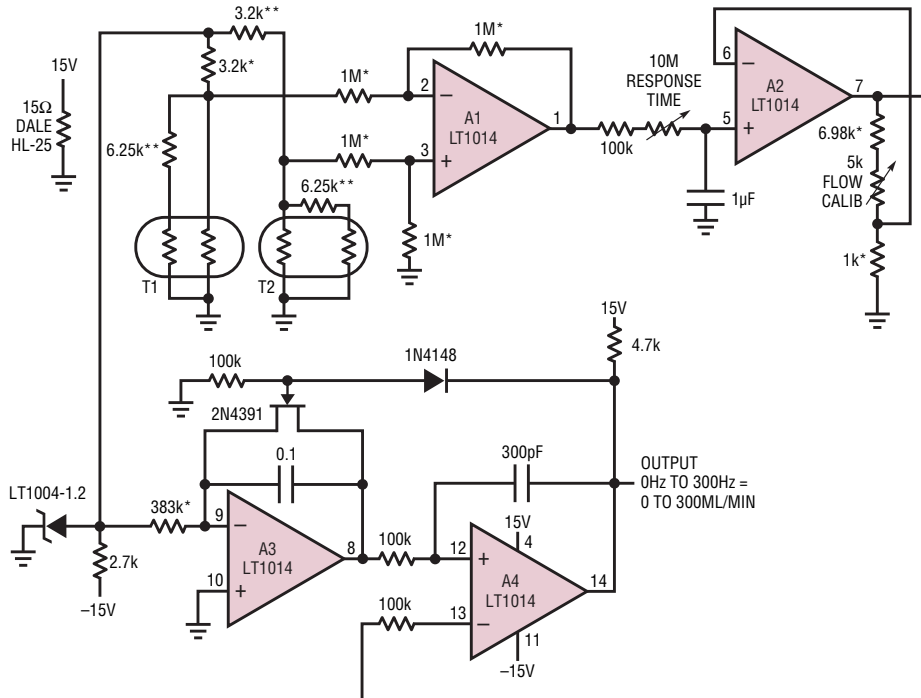 3.2k**
3.2k*
15V
15Ω
DALE
HL-25
6.25k**
1M*
1M*
1M*
2
3
1
A1
LT1014
6.25k**
1M*
T1
T2
10M
RESPONSE
TIME
100k
6
5
7
A2
LT1014
1µF
6.98k*
5k
FLOW
CALIB
1k*
15V
4.7k
100k
1N4148
2N4391
0.1
300pF
OUTPUT
0Hz TO 300Hz =
0 TO 300ML/MIN
LT1004-1.2
383k*
2.7k
–15V
9
10
8
A3
LT1014
100k
100k
15V
4
12
13
14
A4
LT1014
11
–15V